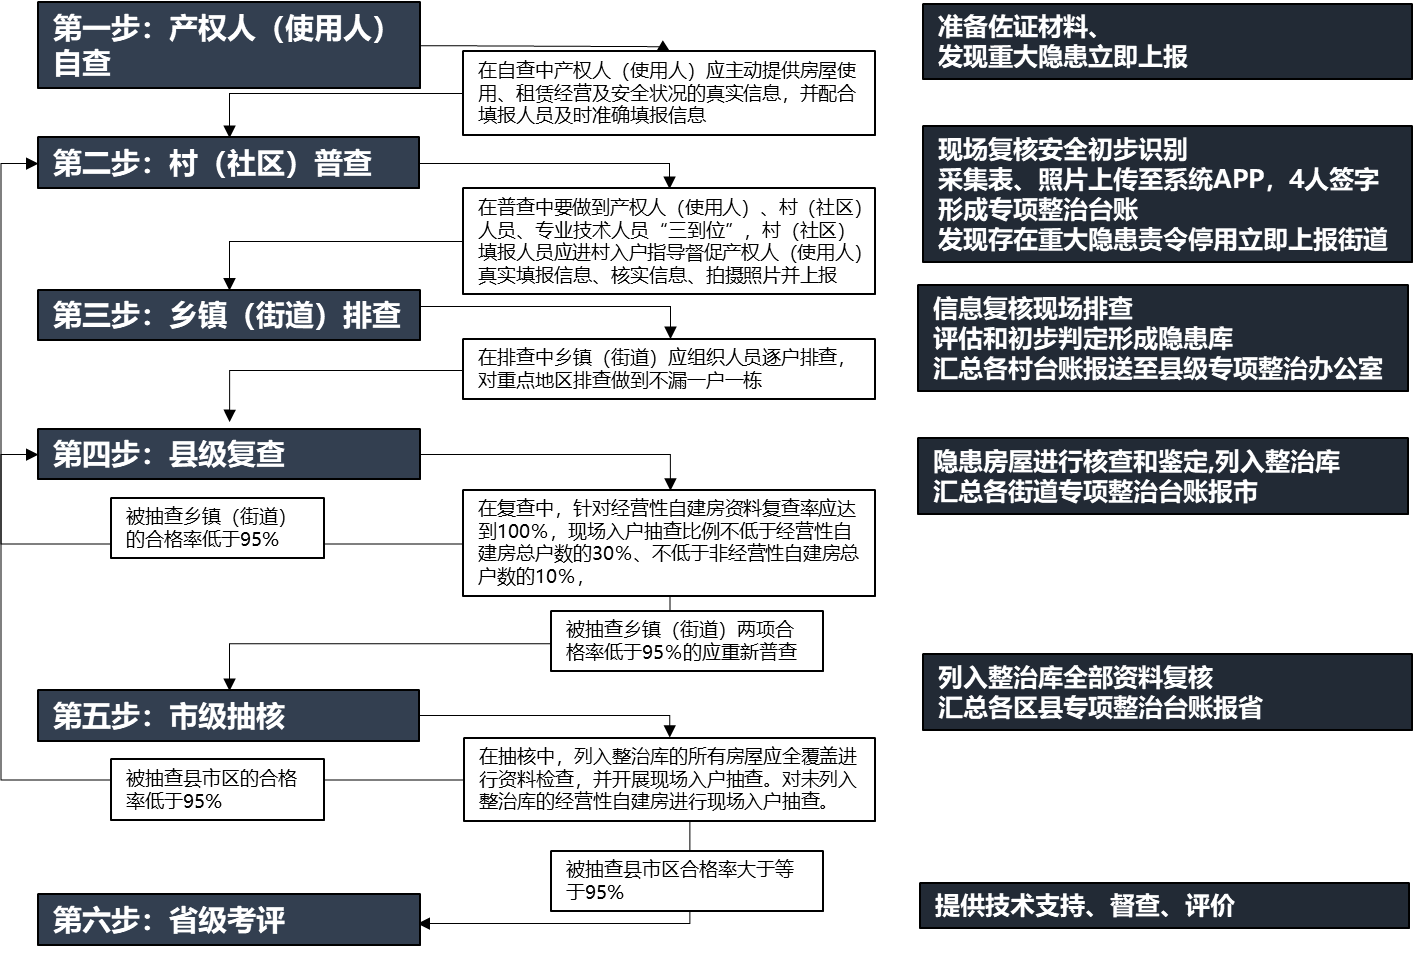 第一步：产权人（使用人）
自查
准备佐证材料、
发现重大隐患立即上报
在自查中产权人（使用人）应主动提供房屋使
用、租赁经营及安全状况的真实信息，并配合
填报人员及时准确填报信息
第二步：村（社区）普查
现场复核安全初步识别
采集表、照片上传至系统APP，4人签字
形成专项整治台账
发现存在重大隐患责令停用立即上报街道
在普查中要做到产权人（使用人）、村（社区）
人员、专业技术人员“三到位”，村（社区）
填报人员应进村入户指导督促产权人（使用人）
真实填报信息、核实信息、拍摄照片并上报
第三步：乡镇（街道）排查
信息复核现场排查
评估和初步判定形成隐患库
汇总各村台账报送至县级专项整治办公室
在排查中乡镇（街道）应组织人员逐户排查，
对重点地区排查做到不漏一户一栋
第四步：县级复查
隐患房屋进行核查和鉴定,列入整治库
汇总各街道专项整治台账报市
被抽查乡镇（街道）
的合格率低于95%
在复查中，针对经营性自建房资料复查率应达
到100%，现场入户抽查比例不低于经营性自
建房总户数的30%、不低于非经营性自建房总
户数的10%，
被抽查乡镇（街道）两项合
格率低于95%的应重新普查
第五步：市级抽核
列入整治库全部资料复核
汇总各区县专项整治台账报省
被抽查县市区的合格
率低于95%
在抽核中，列入整治库的所有房屋应全覆盖进
行资料检查，并开展现场入户抽查。对未列入
整治库的经营性自建房进行现场入户抽查。
被抽查县市区合格率大于等
于95%
第六步：省级考评
提供技术支持、督查、评价